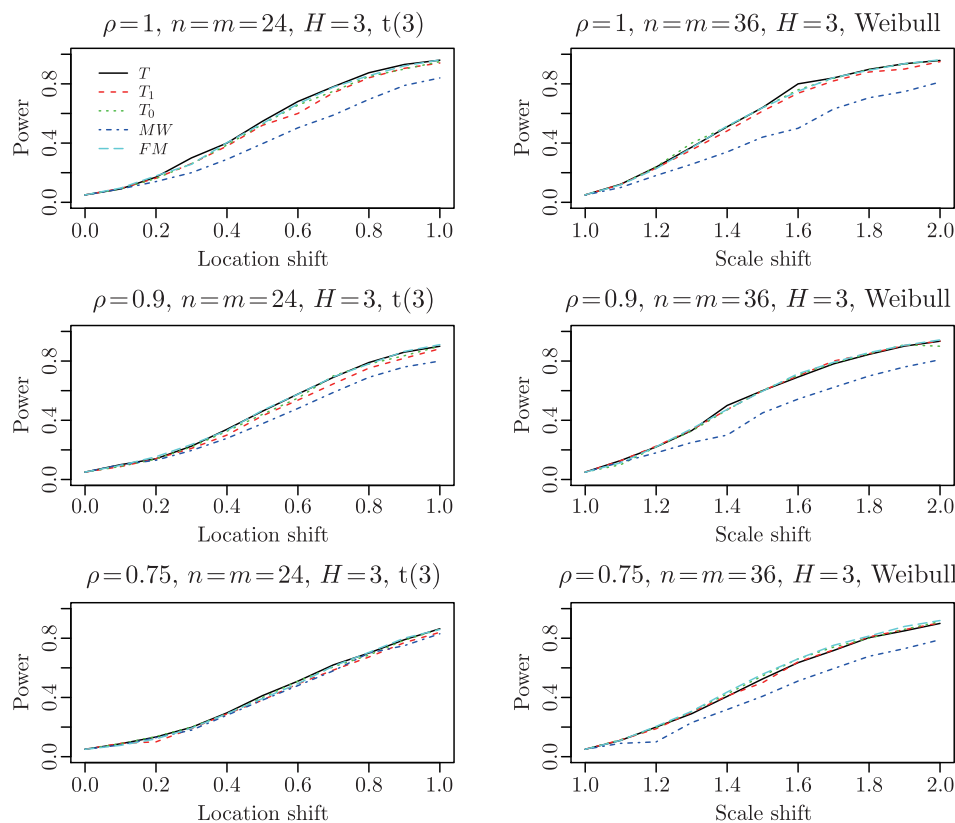 ρ=1, n=m=24, H=3, t(3)
Power
0.0 0.4 0.8
T
T₁
T₀
MW
FM
0.0 0.2 0.4 0.6 0.8 1.0
Location shift
ρ=1, n=m=36, H=3, Weibull
Power
0.0 0.4 0.8
1.0 1.2 1.4 1.6 1.8 2.0
Scale shift
ρ=0.9, n=m=24, H=3, t(3)
Power
0.0 0.4 0.8
0.0 0.2 0.4 0.6 0.8 1.0
Location shift
ρ=0.9, n=m=36, H=3, Weibull
Power
0.0 0.4 0.8
1.0 1.2 1.4 1.6 1.8 2.0
Scale shift
ρ=0.75, n=m=24, H=3, t(3)
Power
0.0 0.4 0.8
0.0 0.2 0.4 0.6 0.8 1.0
Location shift
ρ=0.75, n=m=36, H=3, Weibull
Power
0.0 0.4 0.8
1.0 1.2 1.4 1.6 1.8 2.0
Scale shift